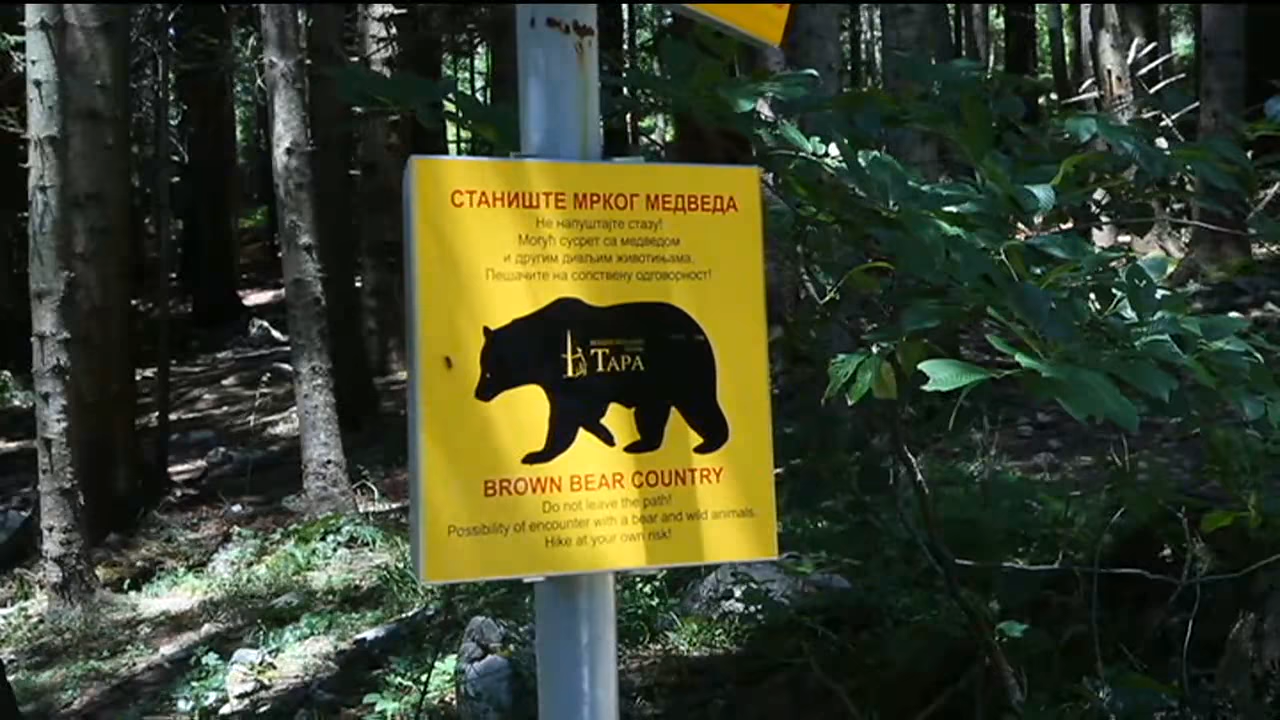 СТАНИШТЕ МРКОГ МЕДВЕДА
Не напуштајте стазу!
Могућ сусрет са медведом
и другим дивљим животињама.
Пешачите на сопствену одговорност!
ТАРА
BROWN BEAR COUNTRY
Do not leave the path!
Possibility of encounter with a bear and wild animals.
Hike at your own risk!